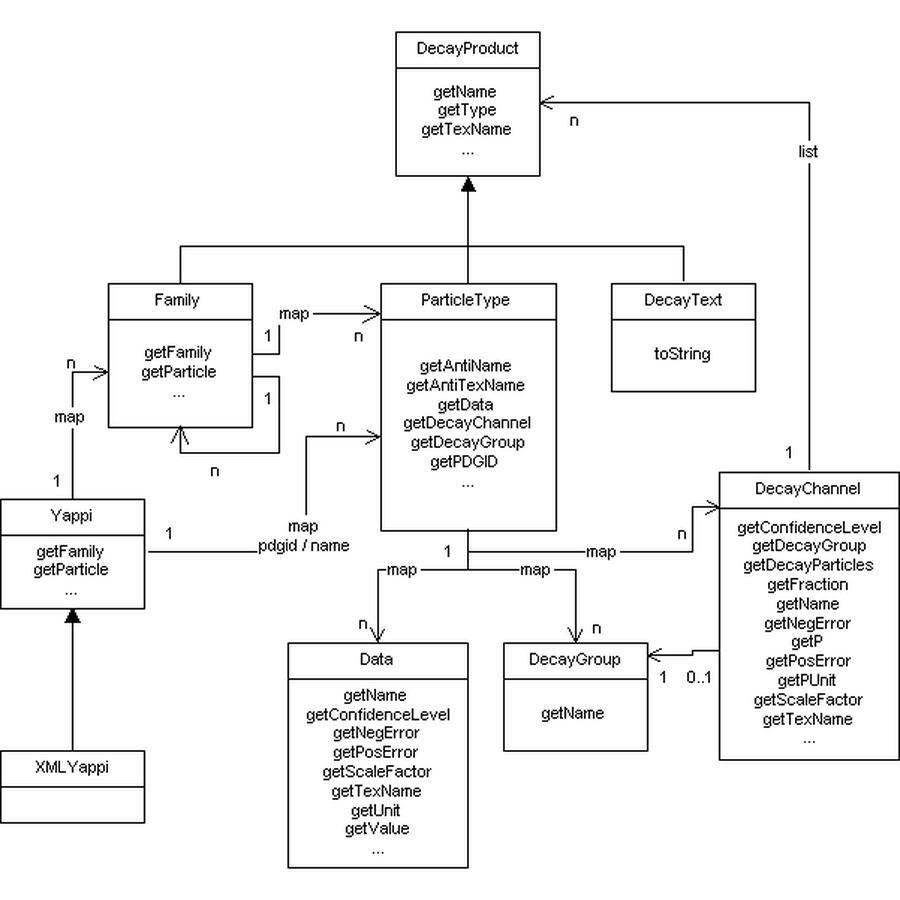 DecayProduct
getName
getType
getTexName
...
n
list
Family
getFamily
getParticle
...
map
1
n
1
n
ParticleType
getAntiName
getAntiTexName
getData
getDecayChannel
getDecayGroup
getPDGID
...
DecayText
toString
n
map
1
n
map
pdgid / name
1
Yappi
getFamily
getParticle
...
XMLYappi
1
map
n
map
n
map
n
1
DecayChannel
getConfidenceLevel
getDecayGroup
getDecayParticles
getFraction
getName
getNegError
getP
getPosError
getPUnit
getScaleFactor
getTexName
...
Data
getName
getConfidenceLevel
getNegError
getPosError
getScaleFactor
getTexName
getUnit
getValue
...
DecayGroup
getName
1
0..1